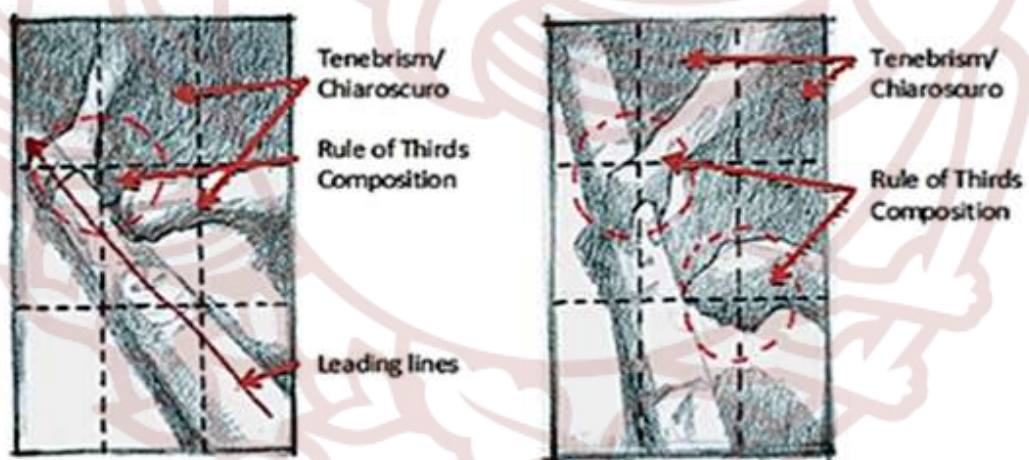 Tenebrism/
Chiaroscuro
Rule of Thirds
Composition
Leading lines
Tenebrism/
Chiaroscuro
Rule of Thirds
Composition